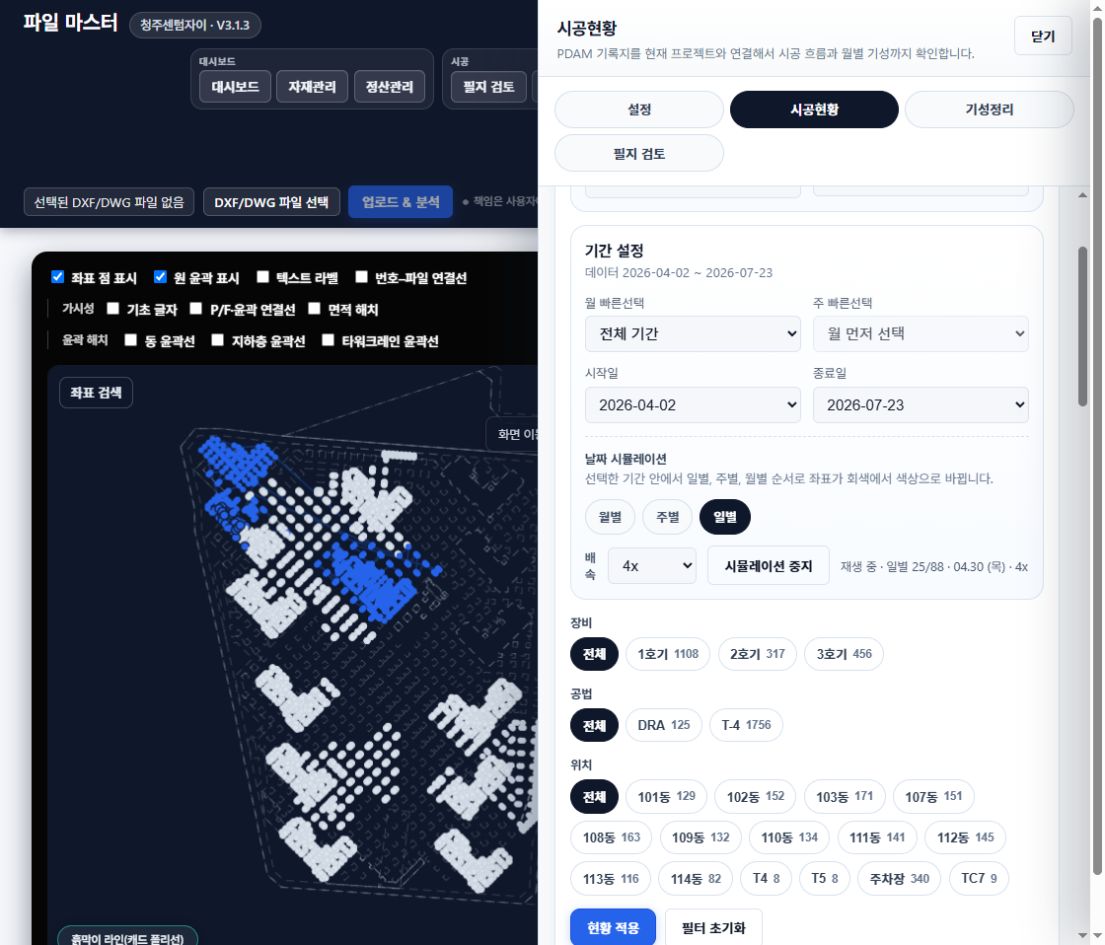 파일 마스터
청주센텀자이 · V3.1.3
대시보드
대시보드 자재관리 정산관리
시공
필지 검토
선택된 DXF/DWG 파일 없음 DXF/DWG 파일 선택 업로드 & 분석 ● 책임은 사용자
좌표 점 표시 원 윤곽 표시 텍스트 라벨 번호–파일 연결선
가시성 기초 글자 P/F·윤곽 연결선 면적 해치
윤곽 해치 동 윤곽선 지하층 윤곽선 타워크레인 윤곽선
좌표 검색
화면 이동
흙막이 라인(캐드 폴리선)
시공현황
PDAM 기록지를 현재 프로젝트와 연결해서 시공 흐름과 월별 기성까지 확인합니다.
닫기
설정 시공현황 기성정리
필지 검토
기간 설정
데이터 2026-04-02 ~ 2026-07-23
월 빠른선택 주 빠른선택
전체 기간 월 먼저 선택
시작일 종료일
2026-04-02 2026-07-23
날짜 시뮬레이션
선택한 기간 안에서 일별, 주별, 월별 순서로 좌표가 회색에서 색상으로 바뀝니다.
월별 주별 일별
배속 4x 시뮬레이션 중지 재생 중 · 일별 25/88 · 04.30 (목) · 4x
장비
전체 1호기 1108 2호기 317 3호기 456
공법
전체 DRA 125 T-4 1756
위치
전체 101동 129 102동 152 103동 171 107동 151
108동 163 109동 132 110동 134 111동 141 112동 145
113동 116 114동 82 T4 8 T5 8 주차장 340 TC7 9
현황 적용 필터 초기화